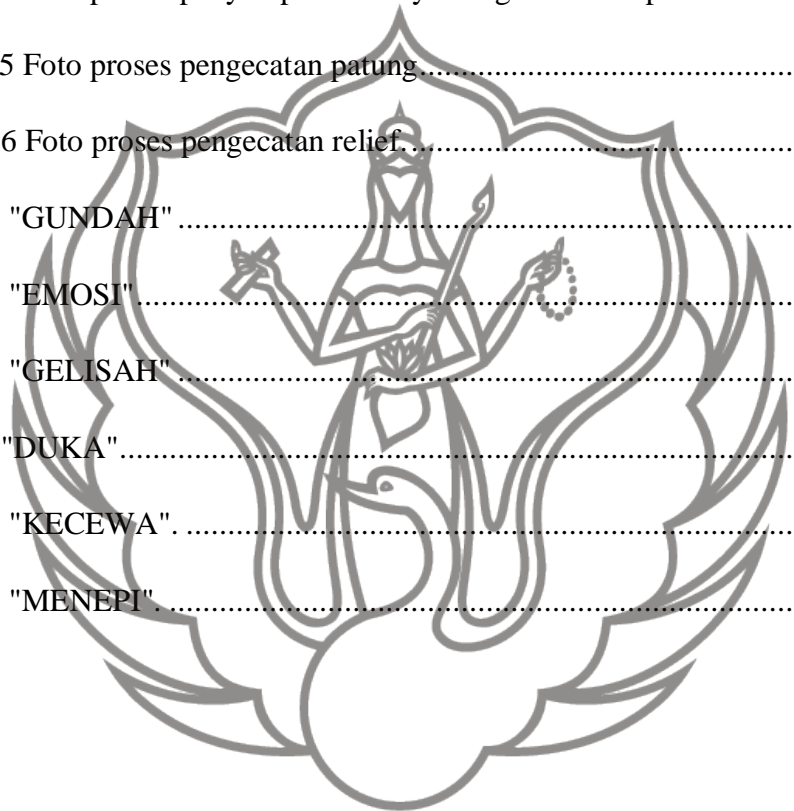 5 Foto proses pengecatan patung..........................................
6 Foto proses pengecatan relief. ..........................................
"GUNDAH" ....................................................................
"EMOSI".........................................................................
"GELISAH" ....................................................................
"DUKA"...........................................................................
"KECEWA". ...................................................................
"MENEPI". .....................................................................